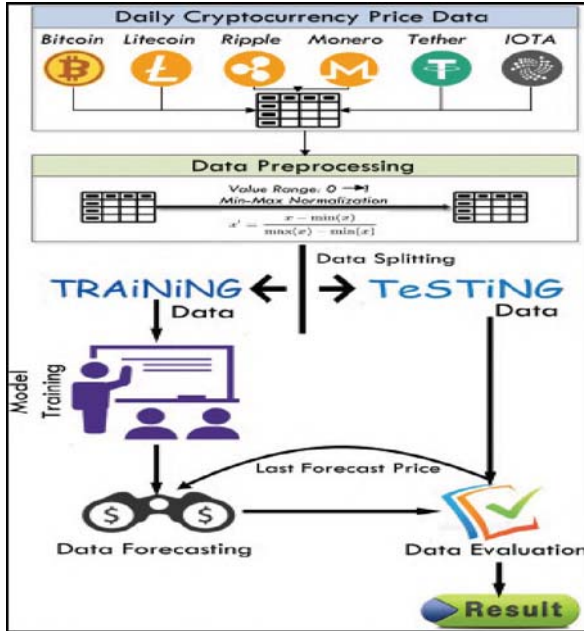 Daily Cryptocurrency Price Data
Bitcoin Litecoin Ripple Monero Tether IOTA
Data Preprocessing
Value Range: 0 → 1
Min-Max Normalization
x' = (x − min(x)) / (max(x) − min(x))
Data Splitting
TRAiNiNG TeSTiNG
Data Data
Model
Training
Last Forecast Price
$ $
Data Forecasting Data Evaluation
Result